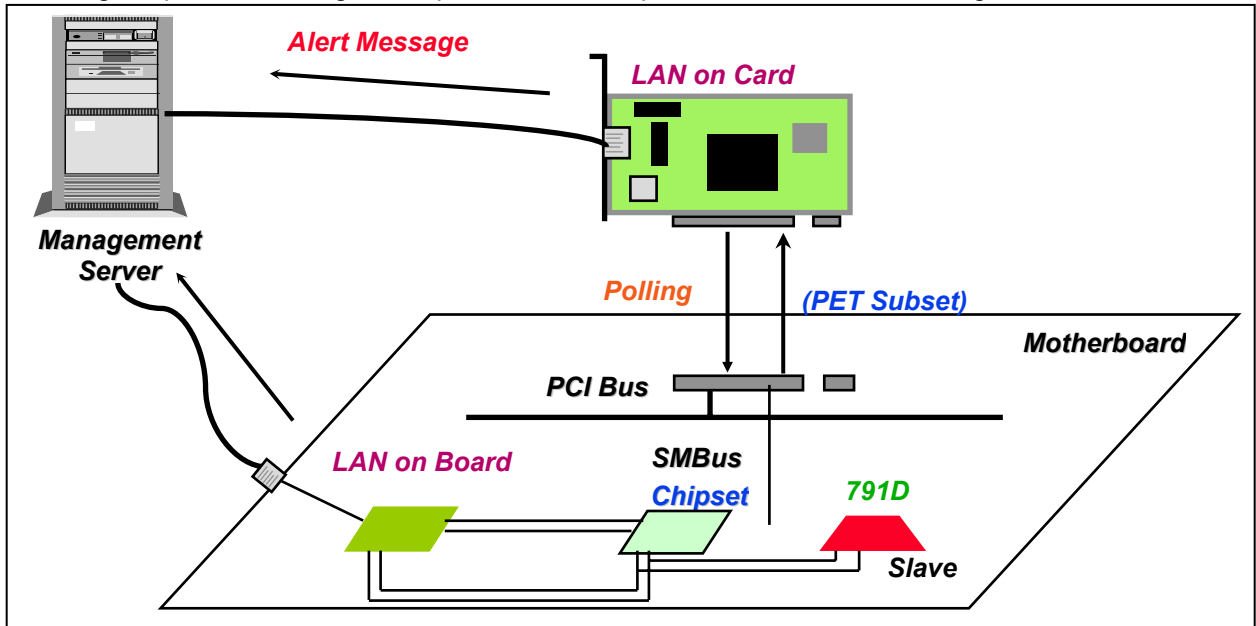 Alert Message
LAN on Card
Management
Server
Polling
(PET Subset)
Motherboard
PCI Bus
LAN on Board
SMBus
Chipset
791D
Slave